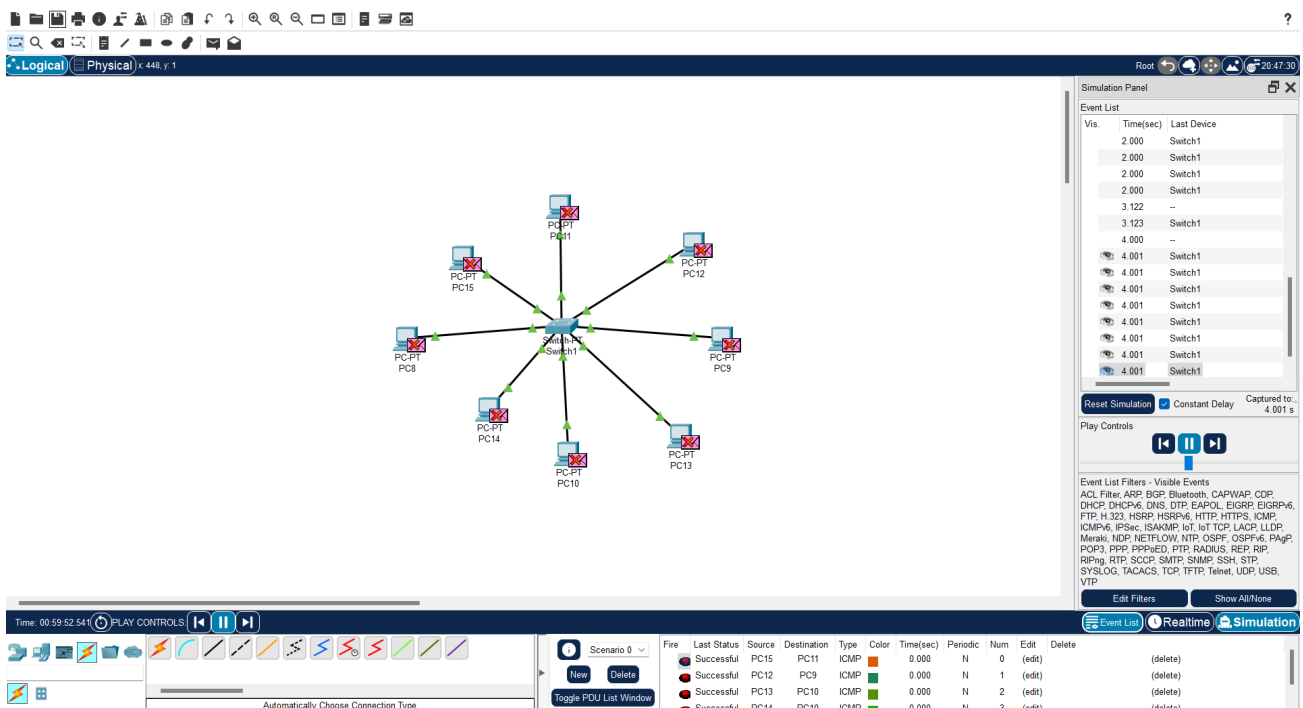 ?
Logical
Physical
x: 448, y: 1
Root
20:47:30
Simulation Panel
Event List
Vis. Time(sec) Last Device
2.000 Switch1
2.000 Switch1
2.000 Switch1
2.000 Switch1
3.122 --
3.123 Switch1
4.000 --
4.001 Switch1
4.001 Switch1
4.001 Switch1
4.001 Switch1
4.001 Switch1
4.001 Switch1
4.001 Switch1
4.001 Switch1
Reset Simulation
Constant Delay
Captured to:
4.001 s
Play Controls
Event List Filters - Visible Events
ACL Filter, ARP, BGP, Bluetooth, CAPWAP, CDP,
DHCP, DHCPv6, DNS, DTP, EAPOL, EIGRP, EIGRPv6,
FTP, H.323, HSRP, HSRPv6, HTTP, HTTPS, ICMP,
ICMPv6, IPSec, ISAKMP, IoT, IoT TCP, LACP, LLDP,
Meraki, NDP, NETFLOW, NTP, OSPF, OSPFv6, PAgP,
POP3, PPP, PPPoED, PTP, RADIUS, REP, RIP,
RIPng, RTP, SCCP, SMTP, SNMP, SSH, STP,
SYSLOG, TACACS, TCP, TFTP, Telnet, UDP, USB,
VTP
Edit Filters
Show All/None
PC-PT
PC11
PC-PT
PC12
PC-PT
PC15
Switch-PT
Switch1
PC-PT
PC8
PC-PT
PC9
PC-PT
PC14
PC-PT
PC13
PC-PT
PC10
Time: 00:59:52.541
PLAY CONTROLS:
Event List
Realtime
Simulation
Automatically Choose Connection Type
Scenario 0
New
Delete
Toggle PDU List Window
Fire Last Status Source Destination Type Color Time(sec) Periodic Num Edit Delete
Successful PC15 PC11 ICMP 0.000 N 0 (edit) (delete)
Successful PC12 PC9 ICMP 0.000 N 1 (edit) (delete)
Successful PC13 PC10 ICMP 0.000 N 2 (edit) (delete)
Successful PC14 PC10 ICMP 0.000 N 3 (edit) (delete)